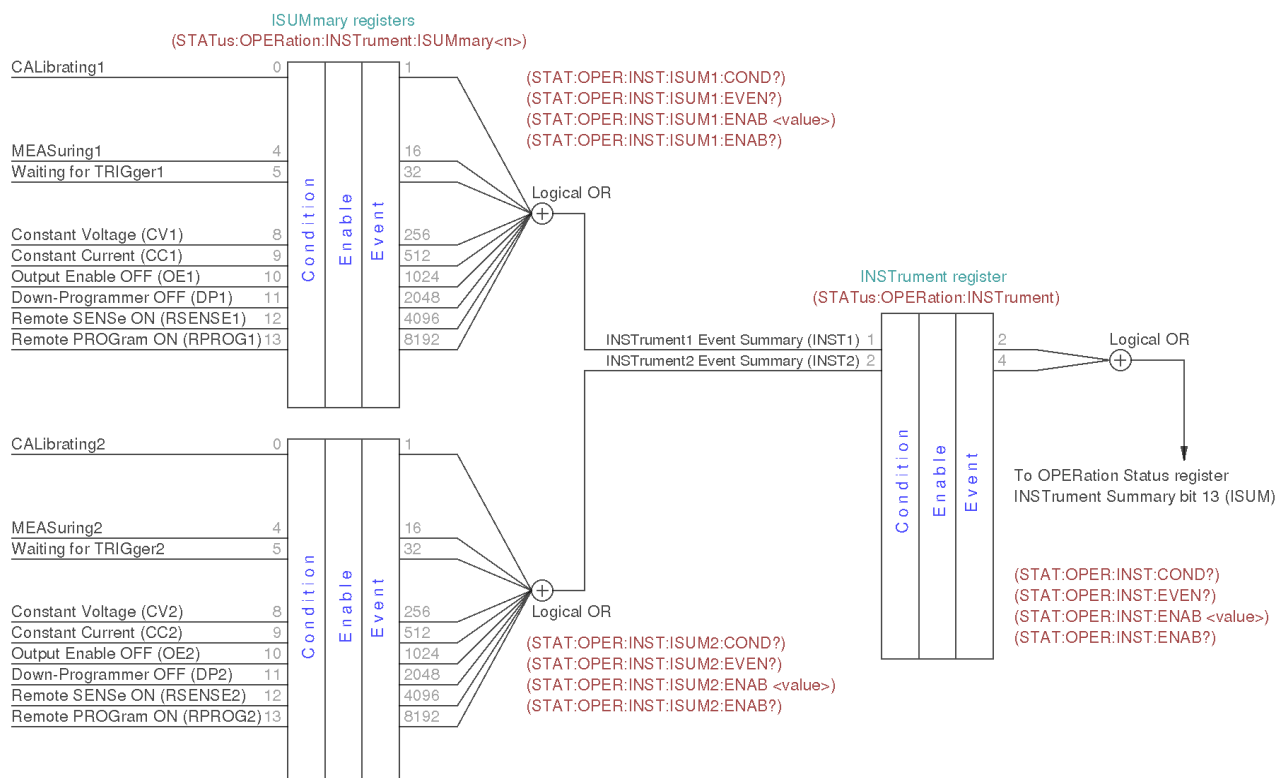 ISUMmary registers
(STATus:OPERation:INSTrument:ISUMmary<n>)
CALibrating1 0 1
MEASuring1 4 16
Waiting for TRIGger1 5 32
Constant Voltage (CV1) 8 256
Constant Current (CC1) 9 512
Output Enable OFF (OE1) 10 1024
Down-Programmer OFF (DP1) 11 2048
Remote SENSe ON (RSENSE1) 12 4096
Remote PROGram ON (RPROG1) 13 8192
Condition
Enable
Event
(STAT:OPER:INST:ISUM1:COND?)
(STAT:OPER:INST:ISUM1:EVEN?)
(STAT:OPER:INST:ISUM1:ENAB <value>)
(STAT:OPER:INST:ISUM1:ENAB?)
Logical OR
INSTrument register
(STATus:OPERation:INSTrument)
INSTrument1 Event Summary (INST1) 1 2
INSTrument2 Event Summary (INST2) 2 4
Logical OR
Condition
Enable
Event
To OPERation Status register
INSTrument Summary bit 13 (ISUM)
(STAT:OPER:INST:COND?)
(STAT:OPER:INST:EVEN?)
(STAT:OPER:INST:ENAB <value>)
(STAT:OPER:INST:ENAB?)
CALibrating2 0 1
MEASuring2 4 16
Waiting for TRIGger2 5 32
Constant Voltage (CV2) 8 256
Constant Current (CC2) 9 512
Output Enable OFF (OE2) 10 1024
Down-Programmer OFF (DP2) 11 2048
Remote SENSe ON (RSENSE2) 12 4096
Remote PROGram ON (RPROG2) 13 8192
Condition
Enable
Event
Logical OR
(STAT:OPER:INST:ISUM2:COND?)
(STAT:OPER:INST:ISUM2:EVEN?)
(STAT:OPER:INST:ISUM2:ENAB <value>)
(STAT:OPER:INST:ISUM2:ENAB?)